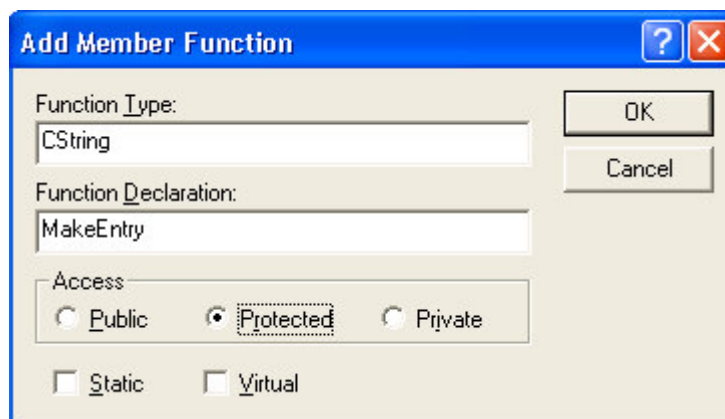 Add Member Function
Function Type:
OK
CString
Cancel
Function Declaration:
MakeEntry
Access
Public Protected Private
Static Virtual